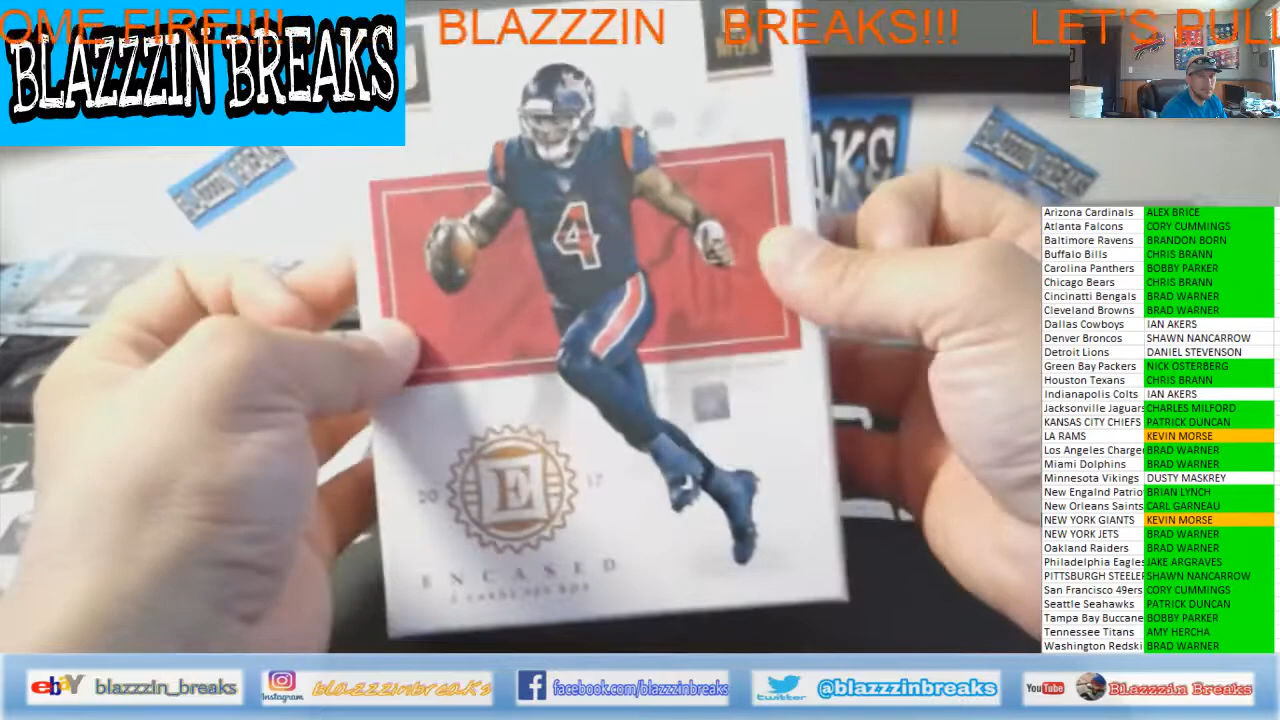 OME FIRE!!!! BLAZZZIN BREAKS!!! LET'S PULL
BLAZZZIN BREAKS
4
20 E 17
ENCASED
Arizona Cardinals ALEX BRICE
Atlanta Falcons CORY CUMMINGS
Baltimore Ravens BRANDON BORN
Buffalo Bills CHRIS BRANN
Carolina Panthers BOBBY PARKER
Chicago Bears CHRIS BRANN
Cincinatti Bengals BRAD WARNER
Cleveland Browns BRAD WARNER
Dallas Cowboys IAN AKERS
Denver Broncos SHAWN NANCARROW
Detroit Lions DANIEL STEVENSON
Green Bay Packers NICK OSTERBERG
Houston Texans CHRIS BRANN
Indianapolis Colts IAN AKERS
Jacksonville Jaguars CHARLES MILFORD
KANSAS CITY CHIEFS PATRICK DUNCAN
LA RAMS KEVIN MORSE
Los Angeles Charge BRAD WARNER
Miami Dolphins BRAD WARNER
Minnesota Vikings DUSTY MASKREY
New Engalnd Patrio BRIAN LYNCH
New Orleans Saints CARL GARNEAU
NEW YORK GIANTS KEVIN MORSE
NEW YORK JETS BRAD WARNER
Oakland Raiders BRAD WARNER
Philadelphia Eagles JAKE ARGRAVES
PITTSBURGH STEELE SHAWN NANCARROW
San Francisco 49ers CORY CUMMINGS
Seattle Seahawks PATRICK DUNCAN
Tampa Bay Buccane BOBBY PARKER
Tennessee Titans AMY HERCHA
Washington Redski BRAD WARNER
ebay blazzzin_breaks Instagram blazzzinbreaks facebook.com/blazzzinbreaks twitter @blazzzinbreaks YouTube Blazzzin Breaks